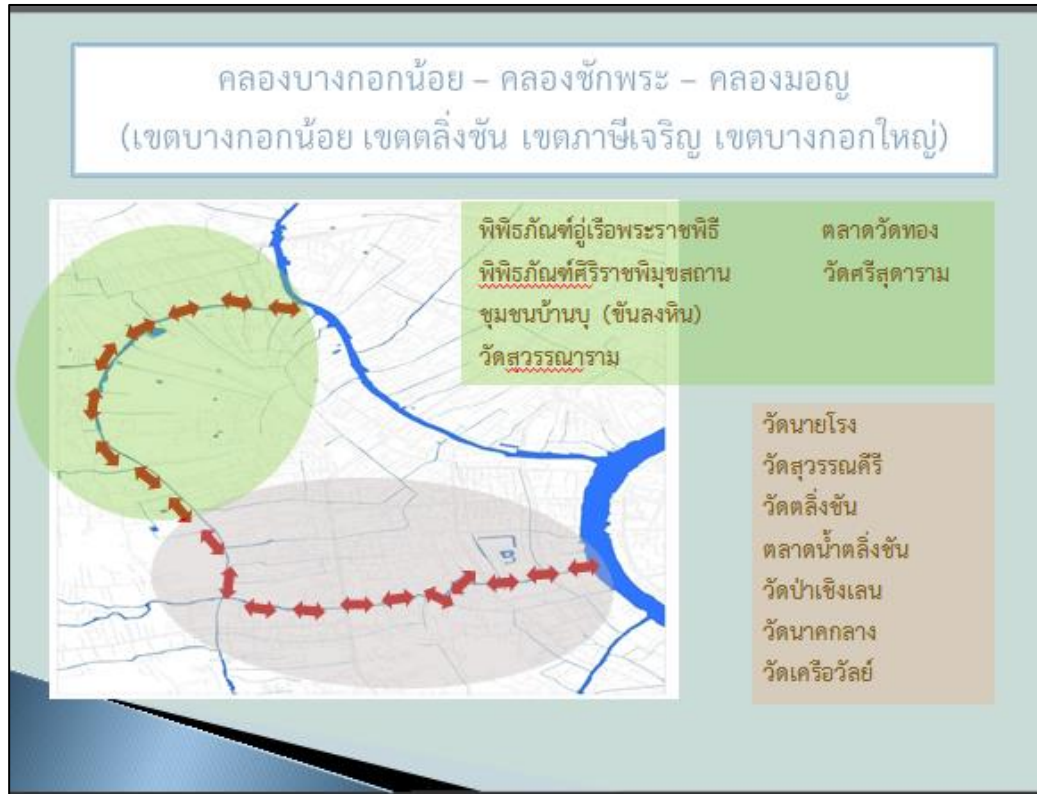 คลองบางกอกน้อย – คลองชักพระ – คลองมอญ
(เขตบางกอกน้อย เขตตลิ่งชัน เขตภาษีเจริญ เขตบางกอกใหญ่)
พิพิธภัณฑ์อู่เรือพระราชพิธี ตลาดวัดทอง
พิพิธภัณฑ์ศิริราชพิมุขสถาน วัดศรีสุดาราม
ชุมชนบ้านบุ (ขันลงหิน)
วัดสุวรรณาราม
วัดนายโรง
วัดสุวรรณคีรี
วัดตลิ่งชัน
ตลาดน้ำตลิ่งชัน
วัดป่าเชิงเลน
วัดนาคกลาง
วัดเครือวัลย์